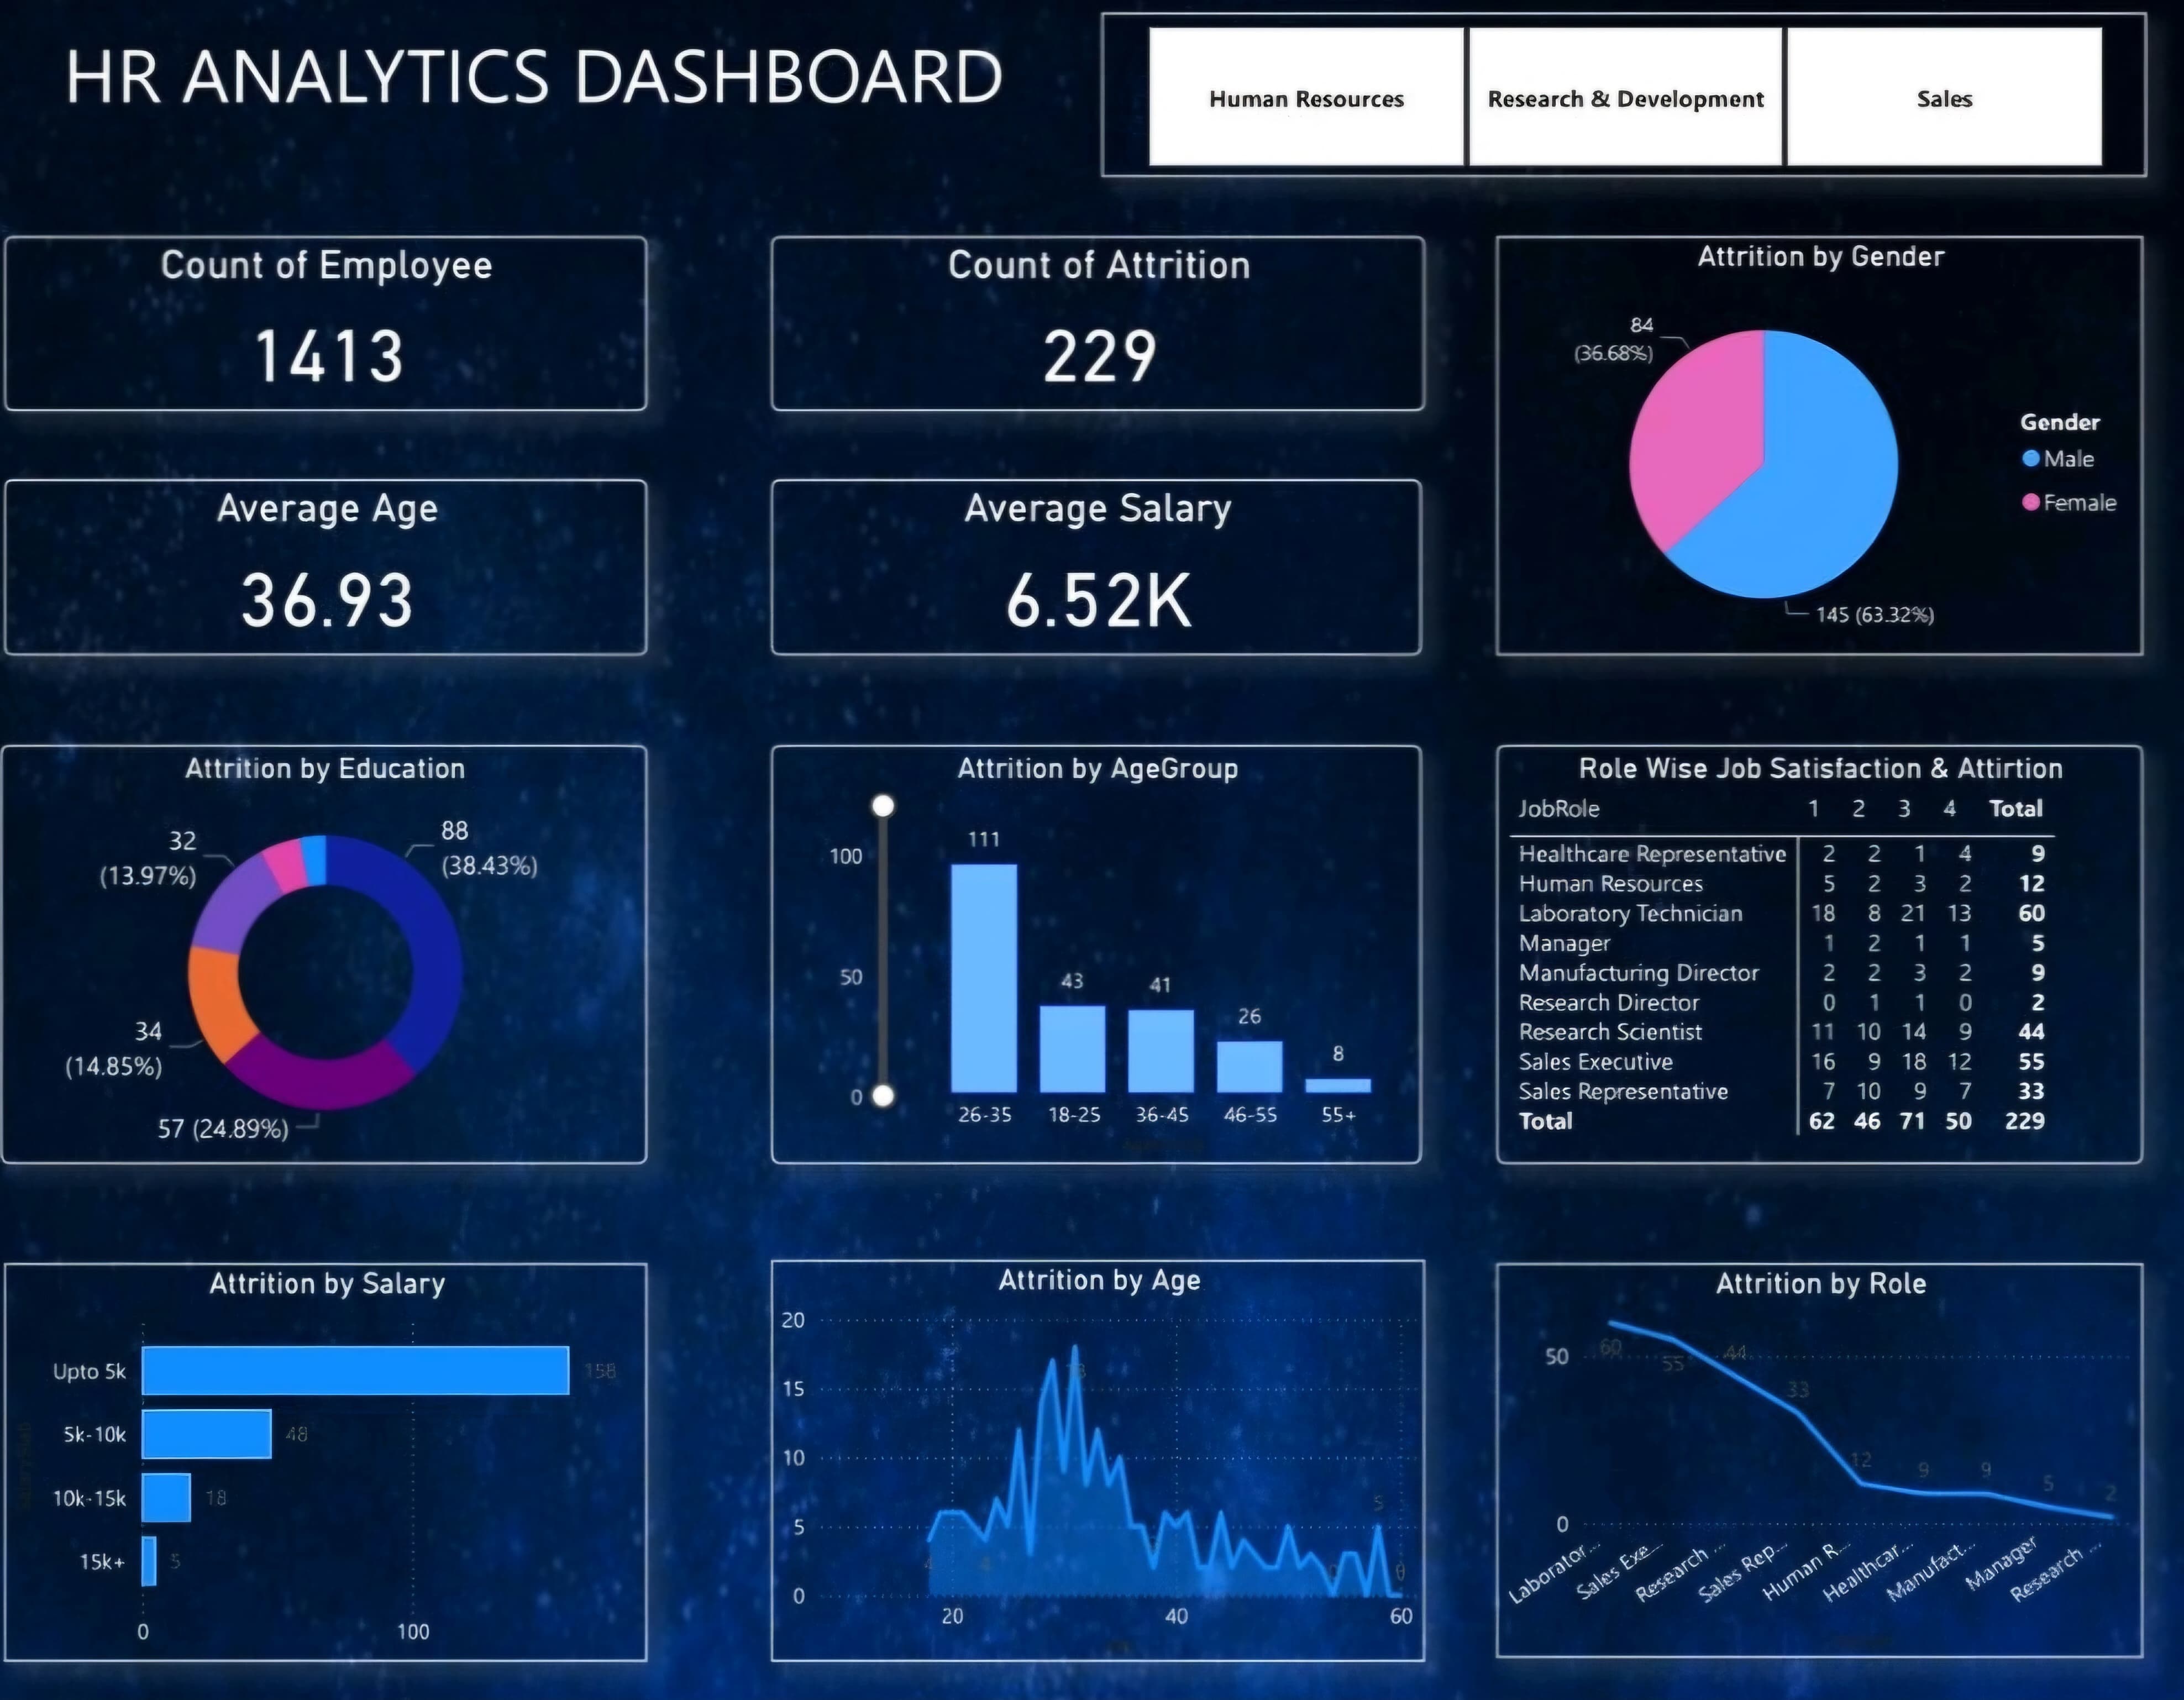 HR ANALYTICS DASHBOARD
Human Resources
Research & Development
Sales
Count of Employee
1413
Count of Attrition
229
Attrition by Gender
84
(36.68%)
Gender
Male
Female
145 (63.32%)
Average Age
36.93
Average Salary
6.52K
Attrition by Education
32
(13.97%)
88
(38.43%)
34
(14.85%)
57 (24.89%)
Attrition by AgeGroup
100
50
0
111
43
41
26
8
26-35 18-25 36-45 46-55 55+
Role Wise Job Satisfaction & Attirtion
JobRole 1 2 3 4 Total
Healthcare Representative 2 2 1 4 9
Human Resources 5 2 3 2 12
Laboratory Technician 18 8 21 13 60
Manager 1 2 1 1 5
Manufacturing Director 2 2 3 2 9
Research Director 0 1 1 0 2
Research Scientist 11 10 14 9 44
Sales Executive 16 9 18 12 55
Sales Representative 7 10 9 7 33
Total 62 46 71 50 229
Attrition by Salary
Upto 5k 158
5k-10k 48
10k-15k 18
15k+ 5
0 100
Attrition by Age
20
15
10
5
0
18
4
4
5
0
0
20 40 60
Attrition by Role
50
0
60
55
44
33
12
9
9
5
2
Laborator...
Sales Exe...
Research ...
Sales Rep...
Human R...
Healthcar...
Manufact...
Manager
Research ...